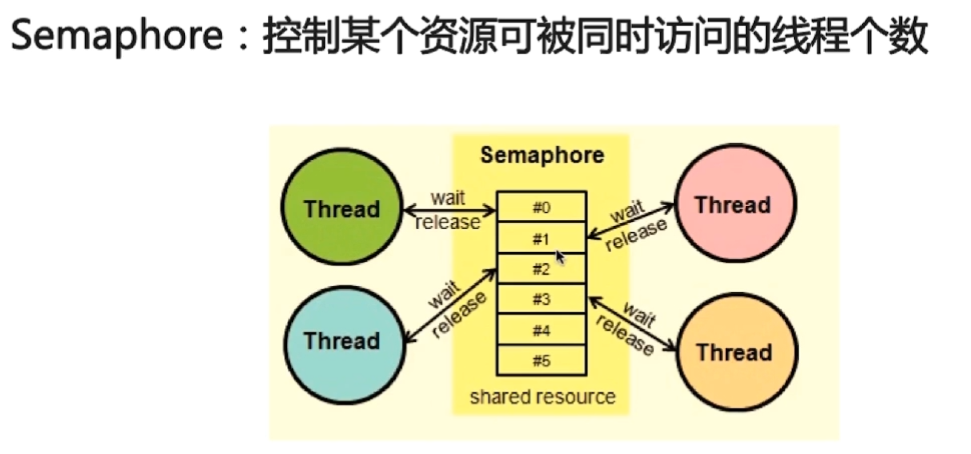 Semaphore：控制某个资源可被同时访问的线程个数
Semaphore
Thread
wait
release
#0
wait
release
Thread
#1
#2
Thread
wait
release
#3
wait
release
Thread
#4
#5
shared resource